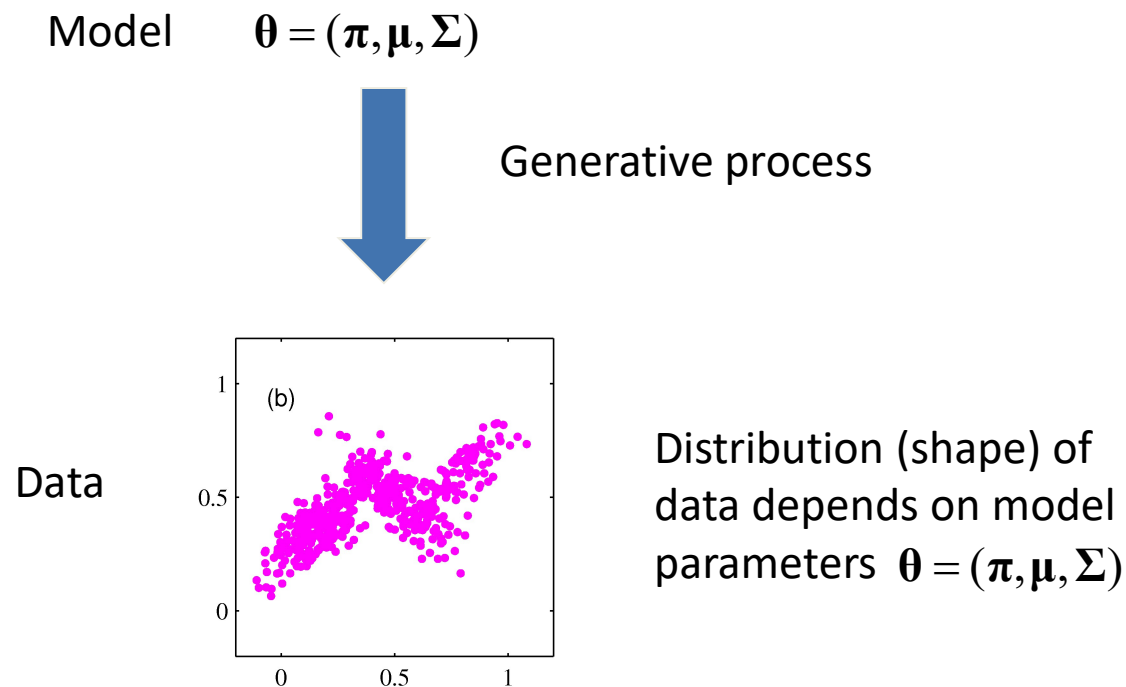 Model θ = (π, μ, Σ)
Generative process
1
(b)
Data
0.5
0
0 0.5 1
Distribution (shape) of
data depends on model
parameters θ = (π, μ, Σ)